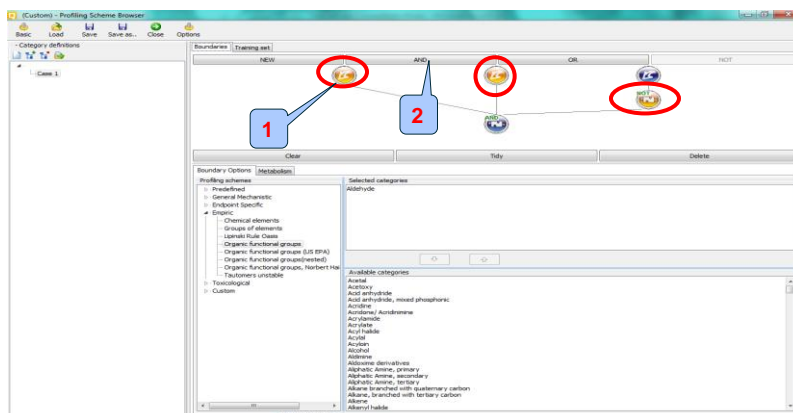 (Custom) - Profiling Scheme Browser
Basic Load Save Save as.. Close Options
Category definitions
Case 1
Boundaries Training set
NEW AND OR NOT
NOT
AND
1
2
Clear Tidy Delete
Boundary Options Metabolism
Profiling schemes
Predefined
General Mechanistic
Endpoint Specific
Empiric
Chemical elements
Groups of elements
Lipinski Rule Oasis
Organic functional groups
Organic functional groups (US EPA)
Organic functional groups(nested)
Organic functional groups, Norbert Hai
Tautomers unstable
Toxicological
Custom
Selected categories
Aldehyde
Available categories
Acetal
Acetoxy
Acid anhydride
Acid anhydride, mixed phosphonic
Acridine
Acridone/ Acridinimine
Acrylamide
Acrylate
Acyl halide
Acylal
Acyloin
Alcohol
Aldimine
Aldoxime derivatives
Aliphatic Amine, primary
Aliphatic Amine, secondary
Aliphatic Amine, tertiary
Alkane branched with quaternary carbon
Alkane, branched with tertiary carbon
Alkene
Alkenyl halide